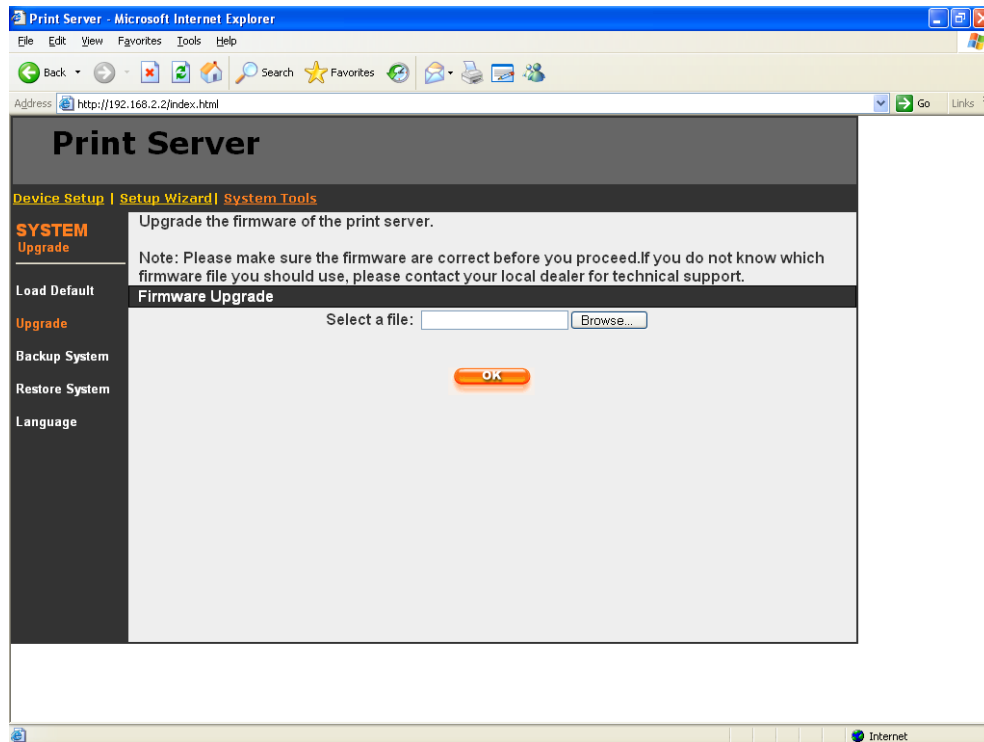 Print Server - Microsoft Internet Explorer
File Edit View Favorites Tools Help
Back Search Favorites
Address http://192.168.2.2/index.html Go Links
Print Server
Device Setup | Setup Wizard| System Tools
SYSTEM
Upgrade
Load Default
Upgrade
Backup System
Restore System
Language
Upgrade the firmware of the print server.
Note: Please make sure the firmware are correct before you proceed.If you do not know which
firmware file you should use, please contact your local dealer for technical support.
Firmware Upgrade
Select a file: Browse...
OK
Internet